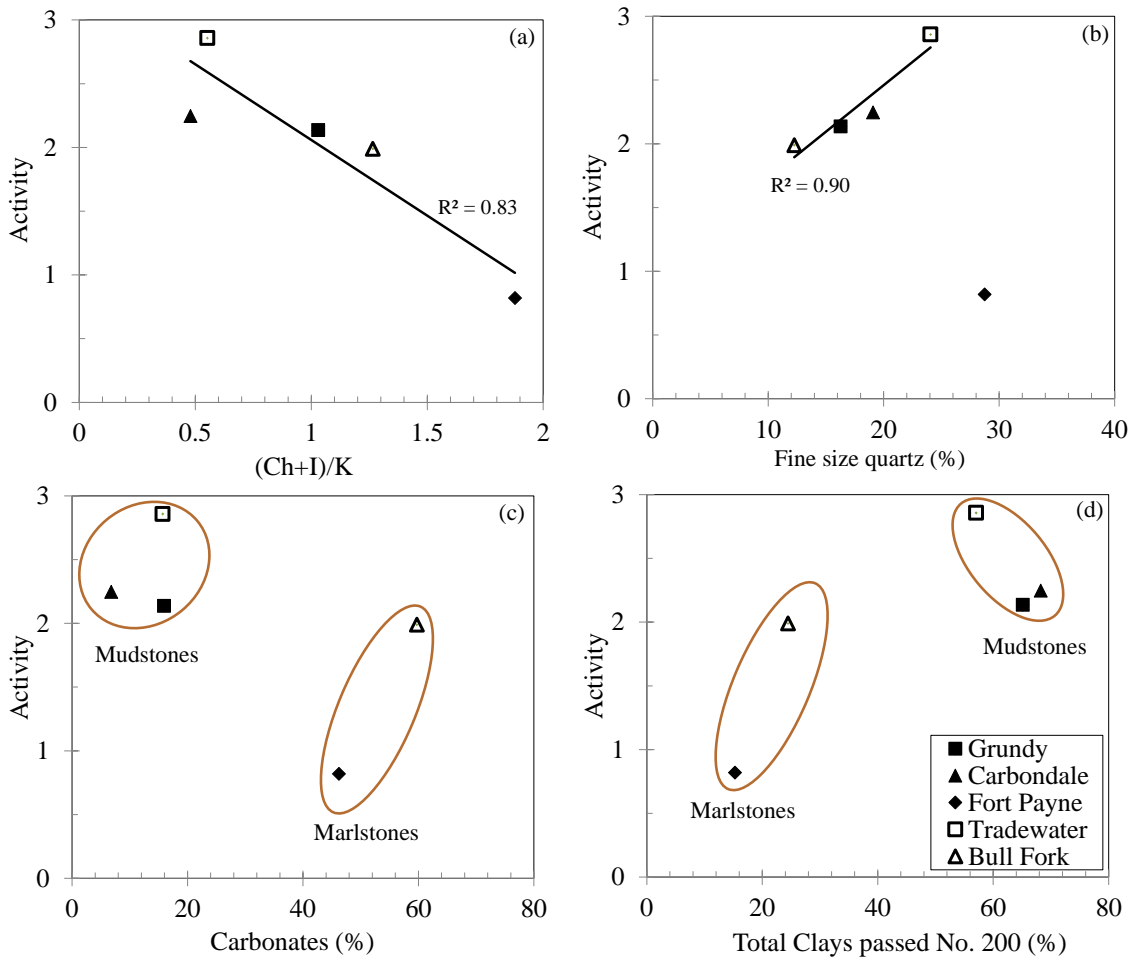 3
(a)
2
Activity
R² = 0.83
1
0
0
0.5
1
1.5
2
(Ch+I)/K
3
(b)
2
Activity
R² = 0.90
1
0
0
10
20
30
40
Fine size quartz (%)
3
(c)
2
Mudstones
Activity
1
Marlstones
0
0
20
40
60
80
Carbonates (%)
3
(d)
2
Mudstones
Activity
1
Marlstones
Grundy
Carbondale
Fort Payne
Tradewater
Bull Fork
0
0
20
40
60
80
Total Clays passed No. 200 (%)